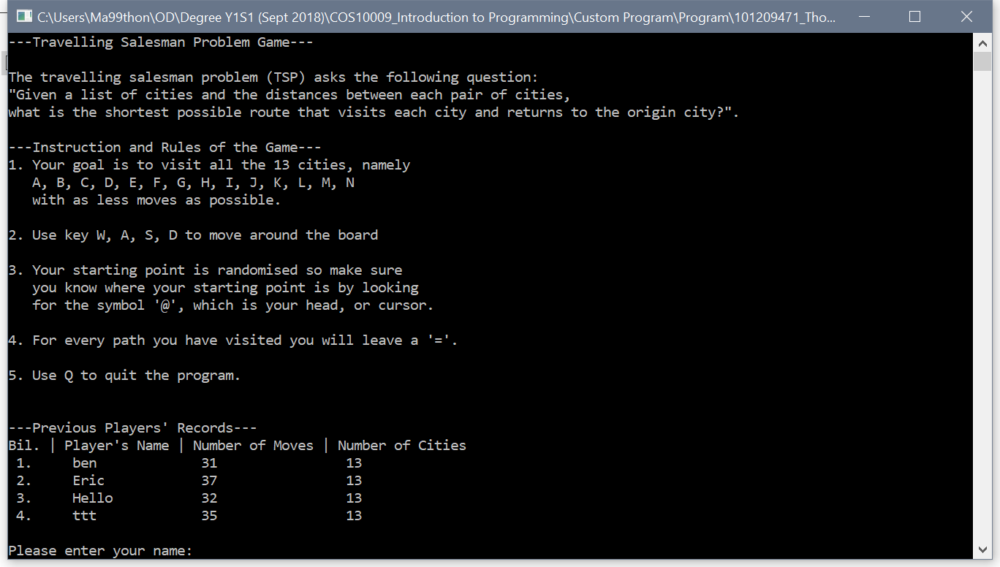 C:\Users\Ma99thon\OD\Degree Y1S1 (Sept 2018)\COS10009_Introduction to Programming\Custom Program\Program\101209471_Tho...
---Travelling Salesman Problem Game---
The travelling salesman problem (TSP) asks the following question:
"Given a list of cities and the distances between each pair of cities,
what is the shortest possible route that visits each city and returns to the origin city?".
---Instruction and Rules of the Game---
1. Your goal is to visit all the 13 cities, namely
A, B, C, D, E, F, G, H, I, J, K, L, M, N
with as less moves as possible.
2. Use key W, A, S, D to move around the board
3. Your starting point is randomised so make sure
you know where your starting point is by looking
for the symbol '@', which is your head, or cursor.
4. For every path you have visited you will leave a '='.
5. Use Q to quit the program.
---Previous Players' Records---
Bil. | Player's Name | Number of Moves | Number of Cities
1. ben 31 13
2. Eric 37 13
3. Hello 32 13
4. ttt 35 13
Please enter your name: